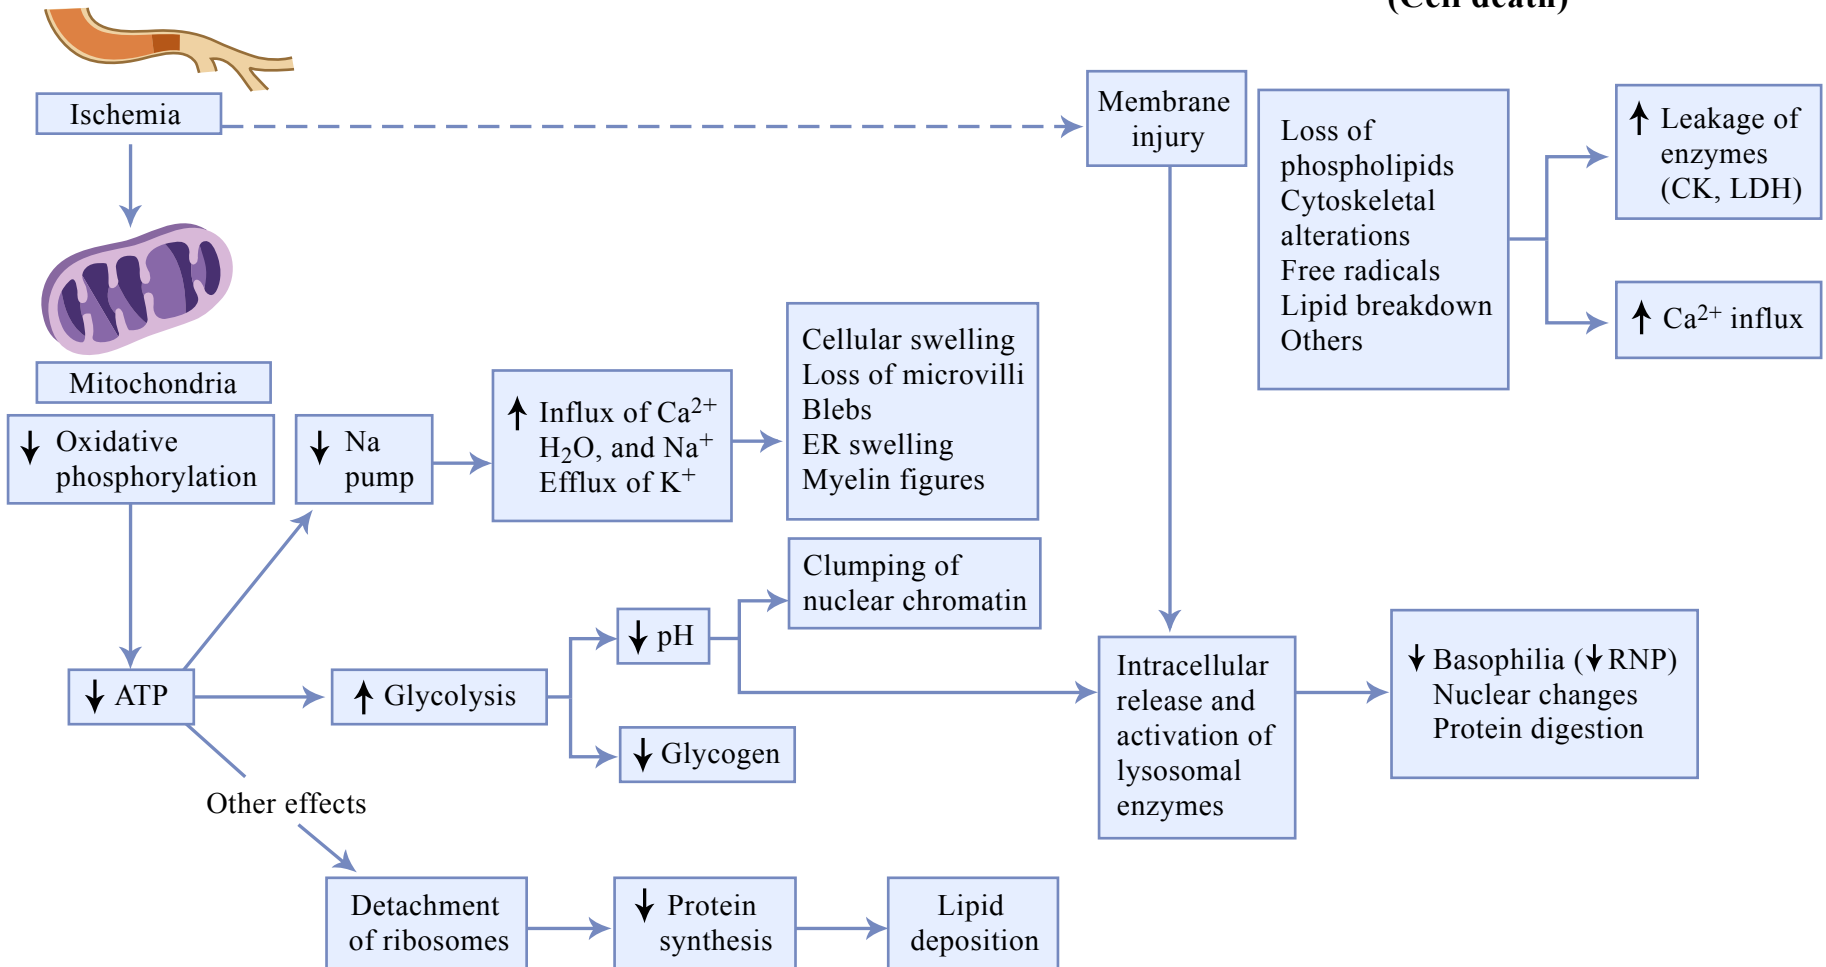 (Cell death)
Ischemia
Membrane
injury
Loss of
phospholipids
Cytoskeletal
alterations
Free radicals
Lipid breakdown
Others
↑ Leakage of
enzymes
(CK, LDH)
↑ Ca²⁺ influx
Mitochondria
↓ Oxidative
phosphorylation
↓ Na
pump
↑ Influx of Ca²⁺
H₂O, and Na⁺
Efflux of K⁺
Cellular swelling
Loss of microvilli
Blebs
ER swelling
Myelin figures
↓ ATP
↑ Glycolysis
↓ pH
↓ Glycogen
Clumping of
nuclear chromatin
Intracellular
release and
activation of
lysosomal
enzymes
↓ Basophilia (↓ RNP)
Nuclear changes
Protein digestion
Other effects
Detachment
of ribosomes
↓ Protein
synthesis
Lipid
deposition